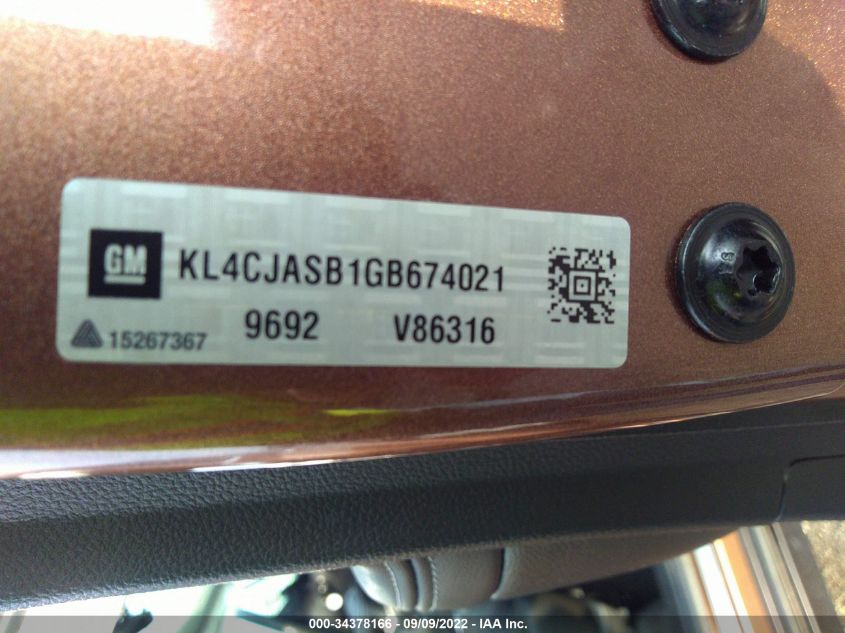 GM KL4CJASB1GB674021
15267367 9692 V86316
000-34378166 - 09/09/2022 - IAA Inc.